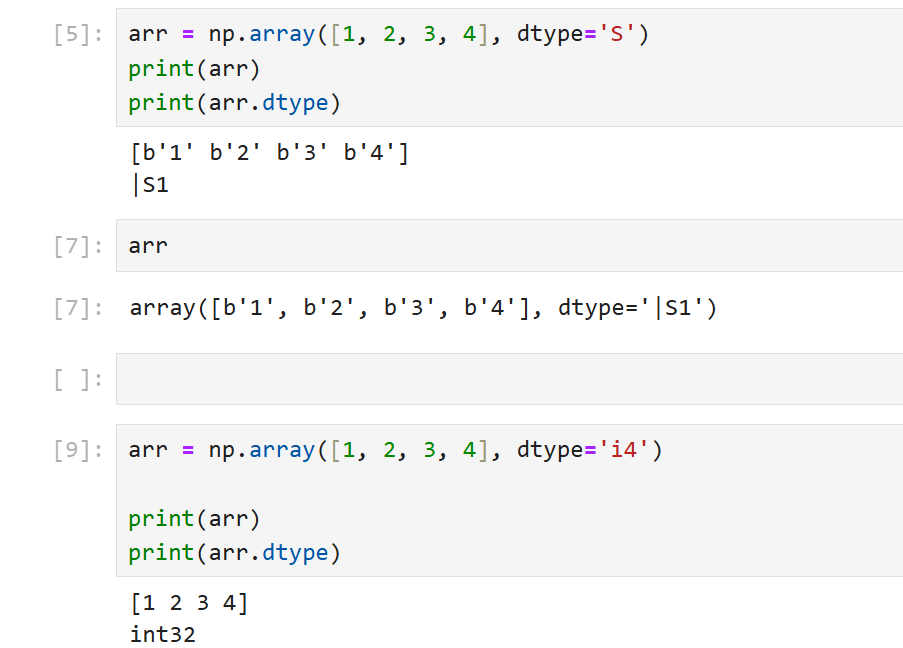 [5]: arr = np.array([1, 2, 3, 4], dtype='S')
print(arr)
print(arr.dtype)
[b'1' b'2' b'3' b'4']
|S1
[7]: arr
[7]: array([b'1', b'2', b'3', b'4'], dtype='|S1')
[ ]:
[9]: arr = np.array([1, 2, 3, 4], dtype='i4')
print(arr)
print(arr.dtype)
[1 2 3 4]
int32